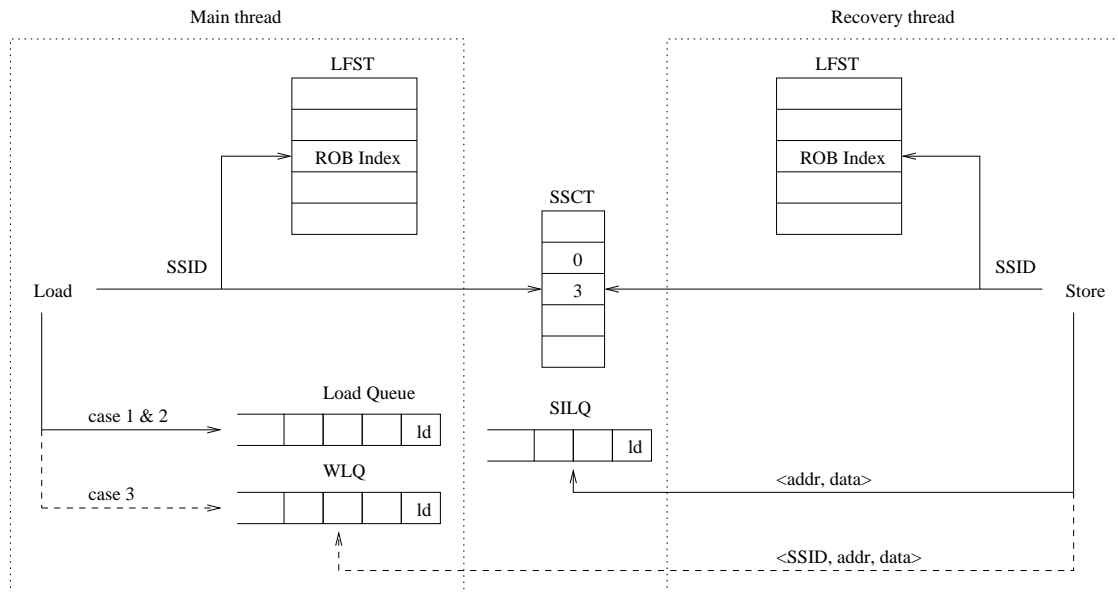 Main thread
Recovery thread
LFST
LFST
ROB Index
ROB Index
SSCT
0
SSID
SSID
Load
3
Store
Load Queue
case 1 & 2
ld
SILQ
ld
WLQ
<addr, data>
case 3
ld
<SSID, addr, data>